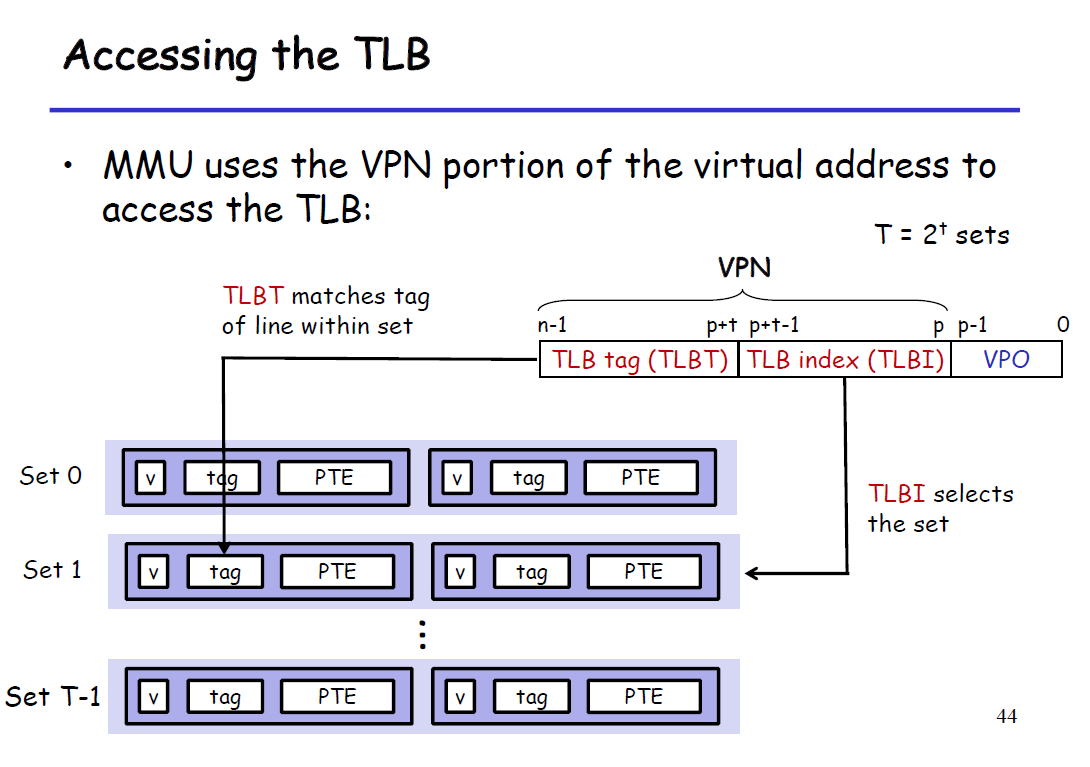 Accessing the TLB
• MMU uses the VPN portion of the virtual address to
access the TLB:
T = 2^t sets
VPN
TLBT matches tag
of line within set
n-1 p+t p+t-1 p p-1 0
TLB tag (TLBT) TLB index (TLBI) VPO
Set 0 v tag PTE v tag PTE
TLBI selects
the set
Set 1 v tag PTE v tag PTE
⋮
Set T-1 v tag PTE v tag PTE
44